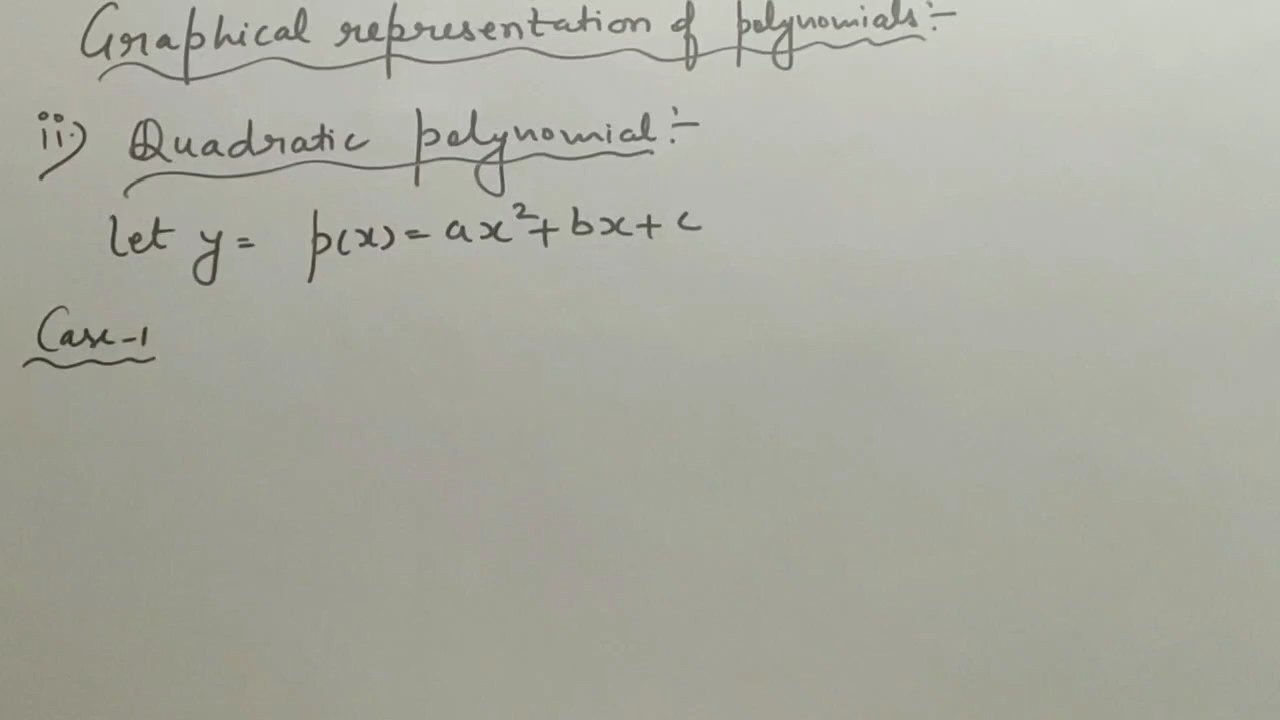 Graphical representation of polynomials:-
ii) Quadratic polynomial:-
Let y = p(x) = ax²+bx+c
Case-1